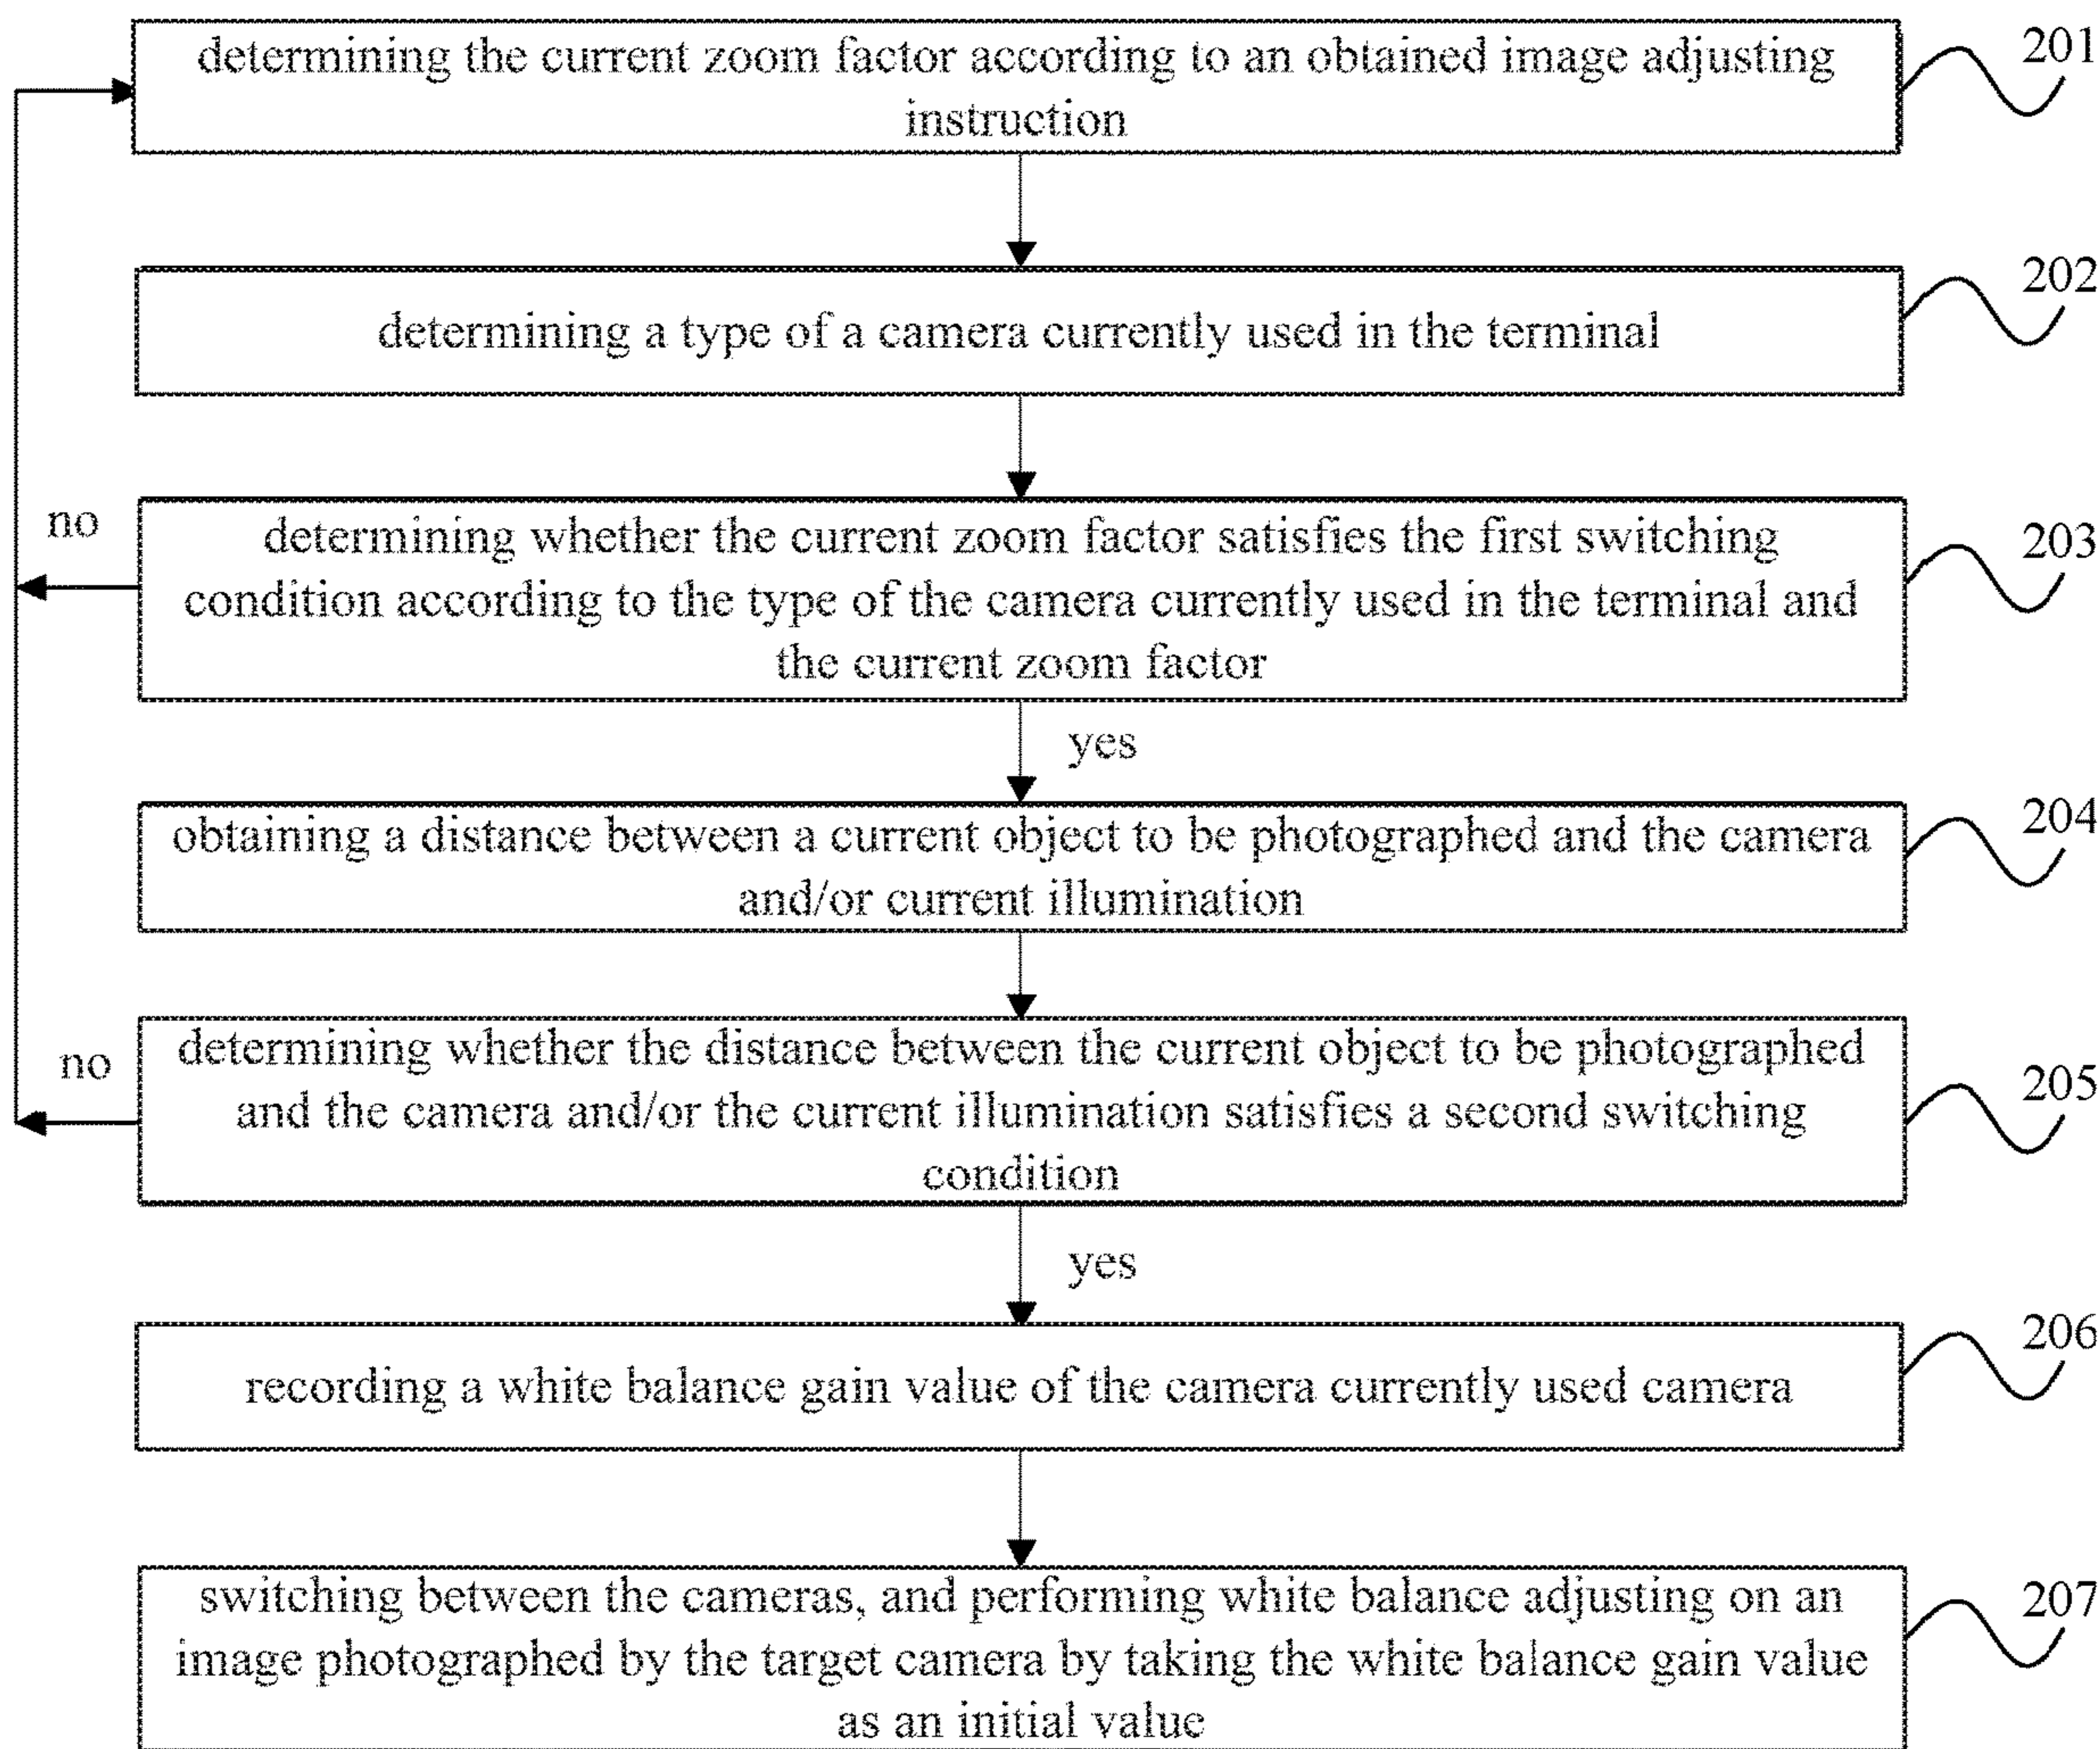 determining the current zoom factor according to an obtained image adjusting
instruction
201
determining a type of a camera currently used in the terminal
202
no
determining whether the current zoom factor satisfies the first switching
condition according to the type of the camera currently used in the terminal and
the current zoom factor
203
yes
obtaining a distance between a current object to be photographed and the camera
and/or current illumination
204
no
determining whether the distance between the current object to be photographed
and the camera and/or the current illumination satisfies a second switching
condition
205
yes
recording a white balance gain value of the camera currently used camera
206
switching between the cameras, and performing white balance adjusting on an
image photographed by the target camera by taking the white balance gain value
as an initial value
207